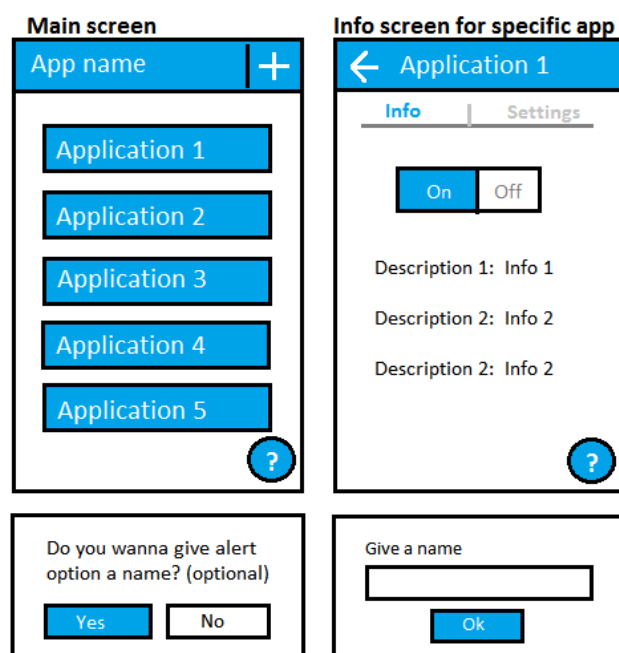 Main screen
App name +
Application 1
Application 2
Application 3
Application 4
Application 5
?
Info screen for specific app
Application 1
Info | Settings
On Off
Description 1: Info 1
Description 2: Info 2
Description 2: Info 2
?
Do you wanna give alert
option a name? (optional)
Yes No
Give a name
Ok